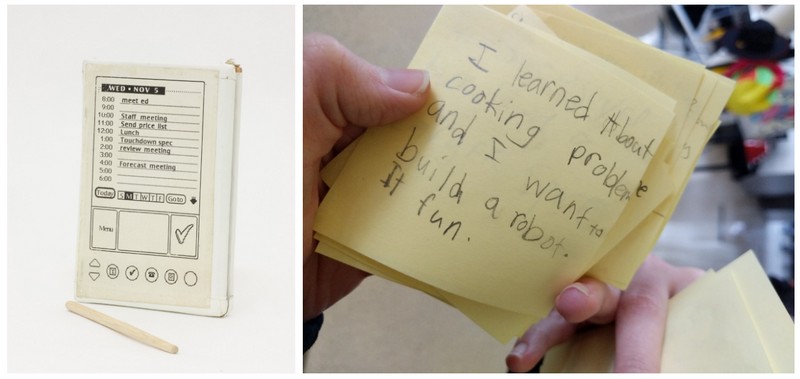 WED • NOV 5
8:00 meet ed
9:00
10:00 Staff meeting
11:00 Send price list
12:00 Lunch
1:00 Touchdown spec
2:00 review meeting
3:00
4:00 Forecast meeting
5:00
6:00
Today S M T W T F Go to
Menu
I learned about
cooking problem
and I want to
build a robot.
It fun.